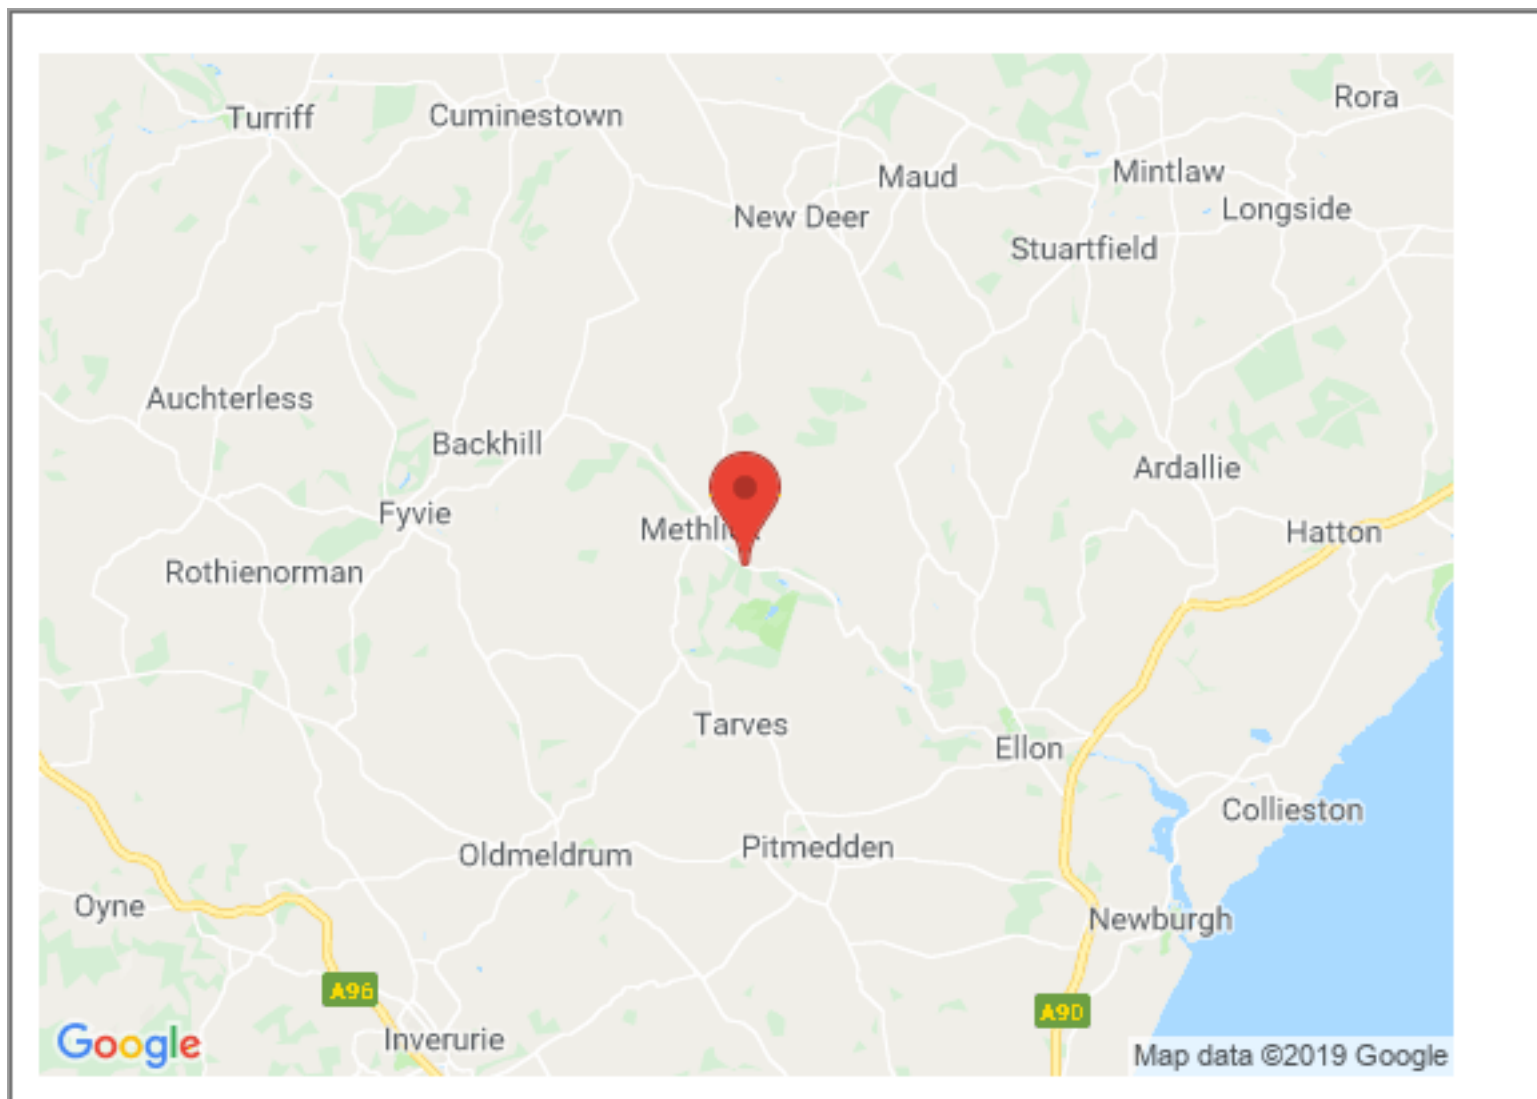 Rora
Turriff
Cuminestown
Maud
Mintlaw
New Deer
Longside
Stuartfield
Auchterless
Backhill
Ardallie
Fyvie
Methlick
Hatton
Rothienorman
Tarves
Ellon
Collieston
Oldmeldrum
Pitmedden
Oyne
Newburgh
A96
A90
Google
Inverurie
Map data ©2019 Google